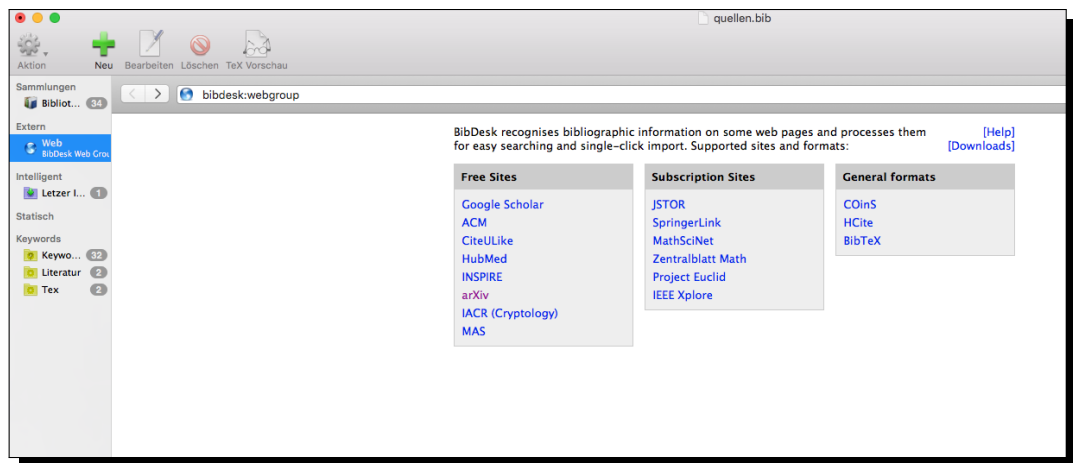 quellen.bib
Aktion Neu Bearbeiten Löschen TeX Vorschau
Sammlungen
Bibliot... 34
bibdesk:webgroup
Extern
Web
BibDesk Web Grou
Intelligent
Letzer I... 1
Statisch
Keywords
Keywo... 32
Literatur 2
Tex 2
BibDesk recognises bibliographic information on some web pages and processes them
for easy searching and single-click import. Supported sites and formats:
[Help]
[Downloads]
Free Sites
Google Scholar
ACM
CiteULike
HubMed
INSPIRE
arXiv
IACR (Cryptology)
MAS
Subscription Sites
JSTOR
SpringerLink
MathSciNet
Zentralblatt Math
Project Euclid
IEEE Xplore
General formats
COinS
HCite
BibTeX